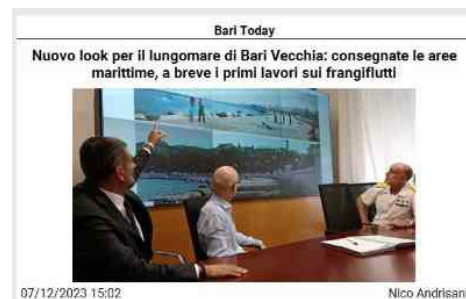 Bari Today
Nuovo look per il lungomare di Bari Vecchia: consegnate le aree
marittime, a breve i primi lavori sui frangiflutti
07/12/2023 15:02
Nico Andrisani